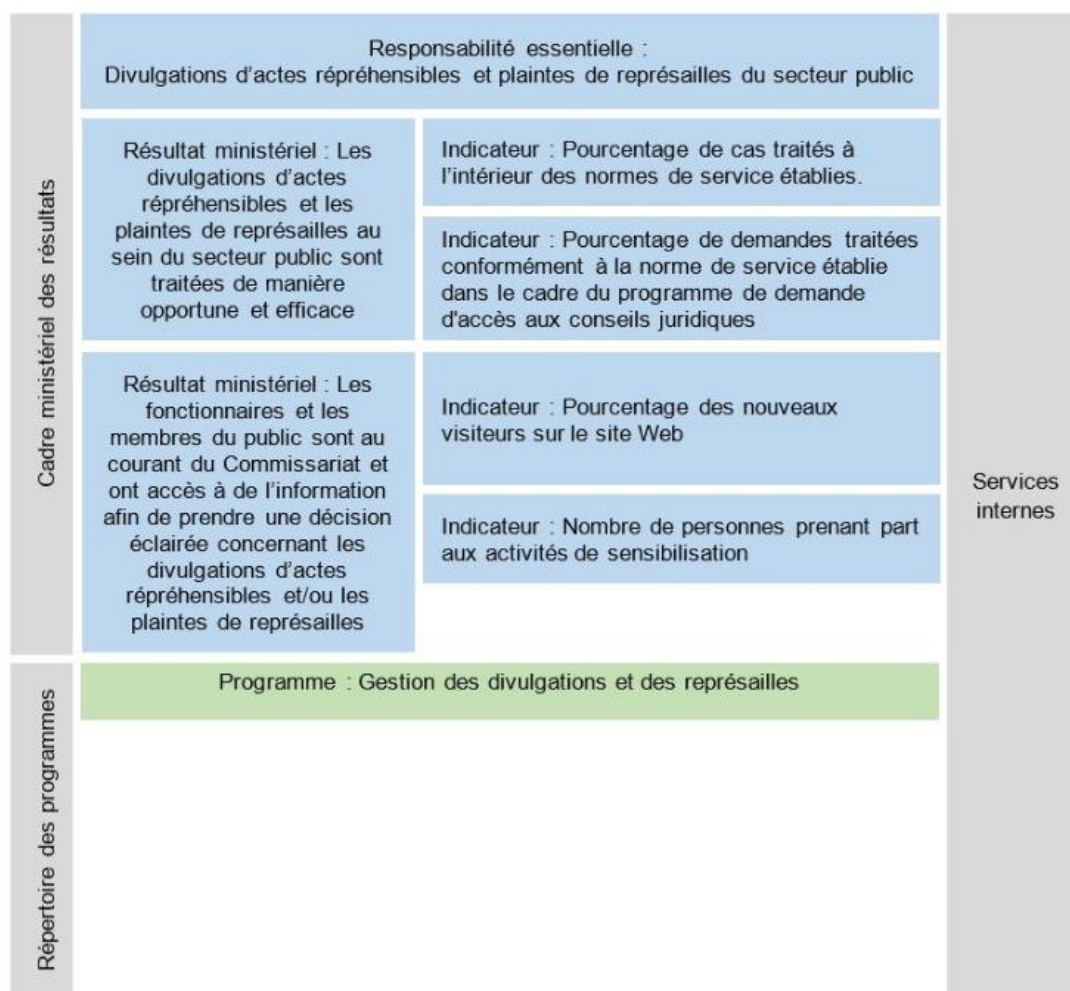 Cadre ministériel des résultats
Responsabilité essentielle :
Divulgations d'actes répréhensibles et plaintes de représailles du secteur public
Résultat ministériel : Les
divulgations d'actes
répréhensibles et les
plaintes de représailles au
sein du secteur public sont
traitées de manière
opportune et efficace
Indicateur : Pourcentage de cas traités à
l'intérieur des normes de service établies.
Indicateur : Pourcentage de demandes traitées
conformément à la norme de service établie
dans le cadre du programme de demande
d'accès aux conseils juridiques
Résultat ministériel : Les
fonctionnaires et les
membres du public sont au
courant du Commissariat et
ont accès à de l'information
afin de prendre une décision
éclairée concernant les
divulgations d'actes
répréhensibles et/ou les
plaintes de représailles
Indicateur : Pourcentage des nouveaux
visiteurs sur le site Web
Indicateur : Nombre de personnes prenant part
aux activités de sensibilisation
Services
internes
Répertoire des programmes
Programme : Gestion des divulgations et des représailles